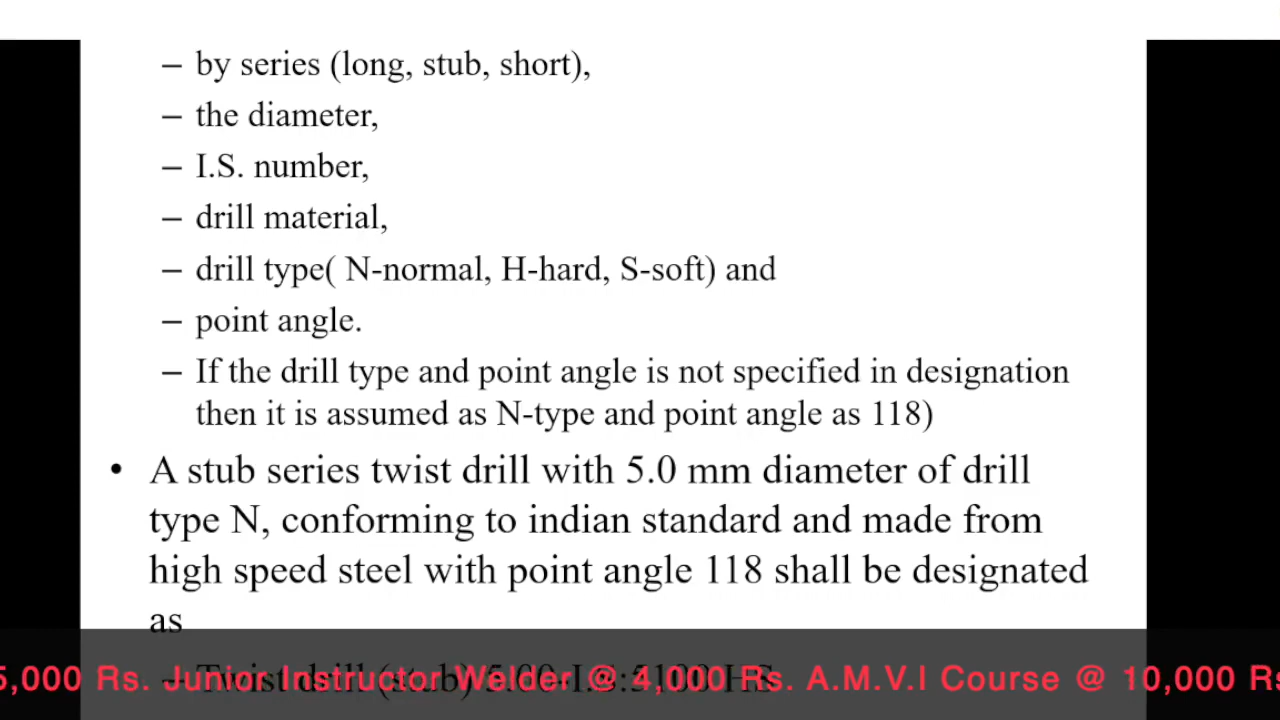 – by series (long, stub, short),
– the diameter,
– I.S. number,
– drill material,
– drill type( N-normal, H-hard, S-soft) and
– point angle.
– If the drill type and point angle is not specified in designation
then it is assumed as N-type and point angle as 118)
• A stub series twist drill with 5.0 mm diameter of drill
type N, conforming to indian standard and made from
high speed steel with point angle 118 shall be designated
as
– Twist drill (stub)
5,000 Rs. Junior Instructor Welder @ 4,000 Rs. A.M.V.I Course @ 10,000 Rs